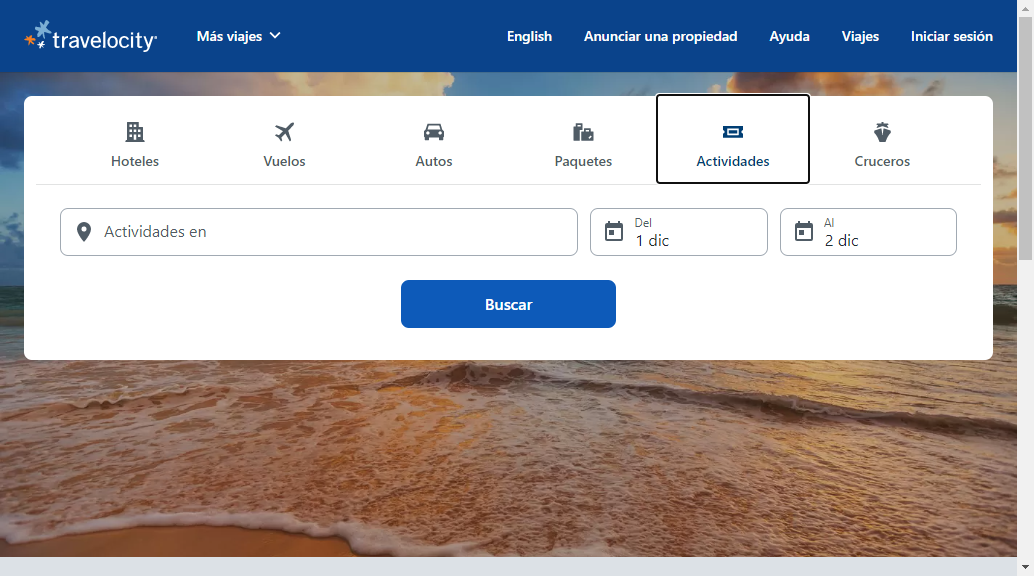 travelocity
Más viajes
English
Anunciar una propiedad
Ayuda
Viajes
Iniciar sesión
Hoteles
Vuelos
Autos
Paquetes
Actividades
Cruceros
Actividades en
Del
1 dic
Al
2 dic
Buscar